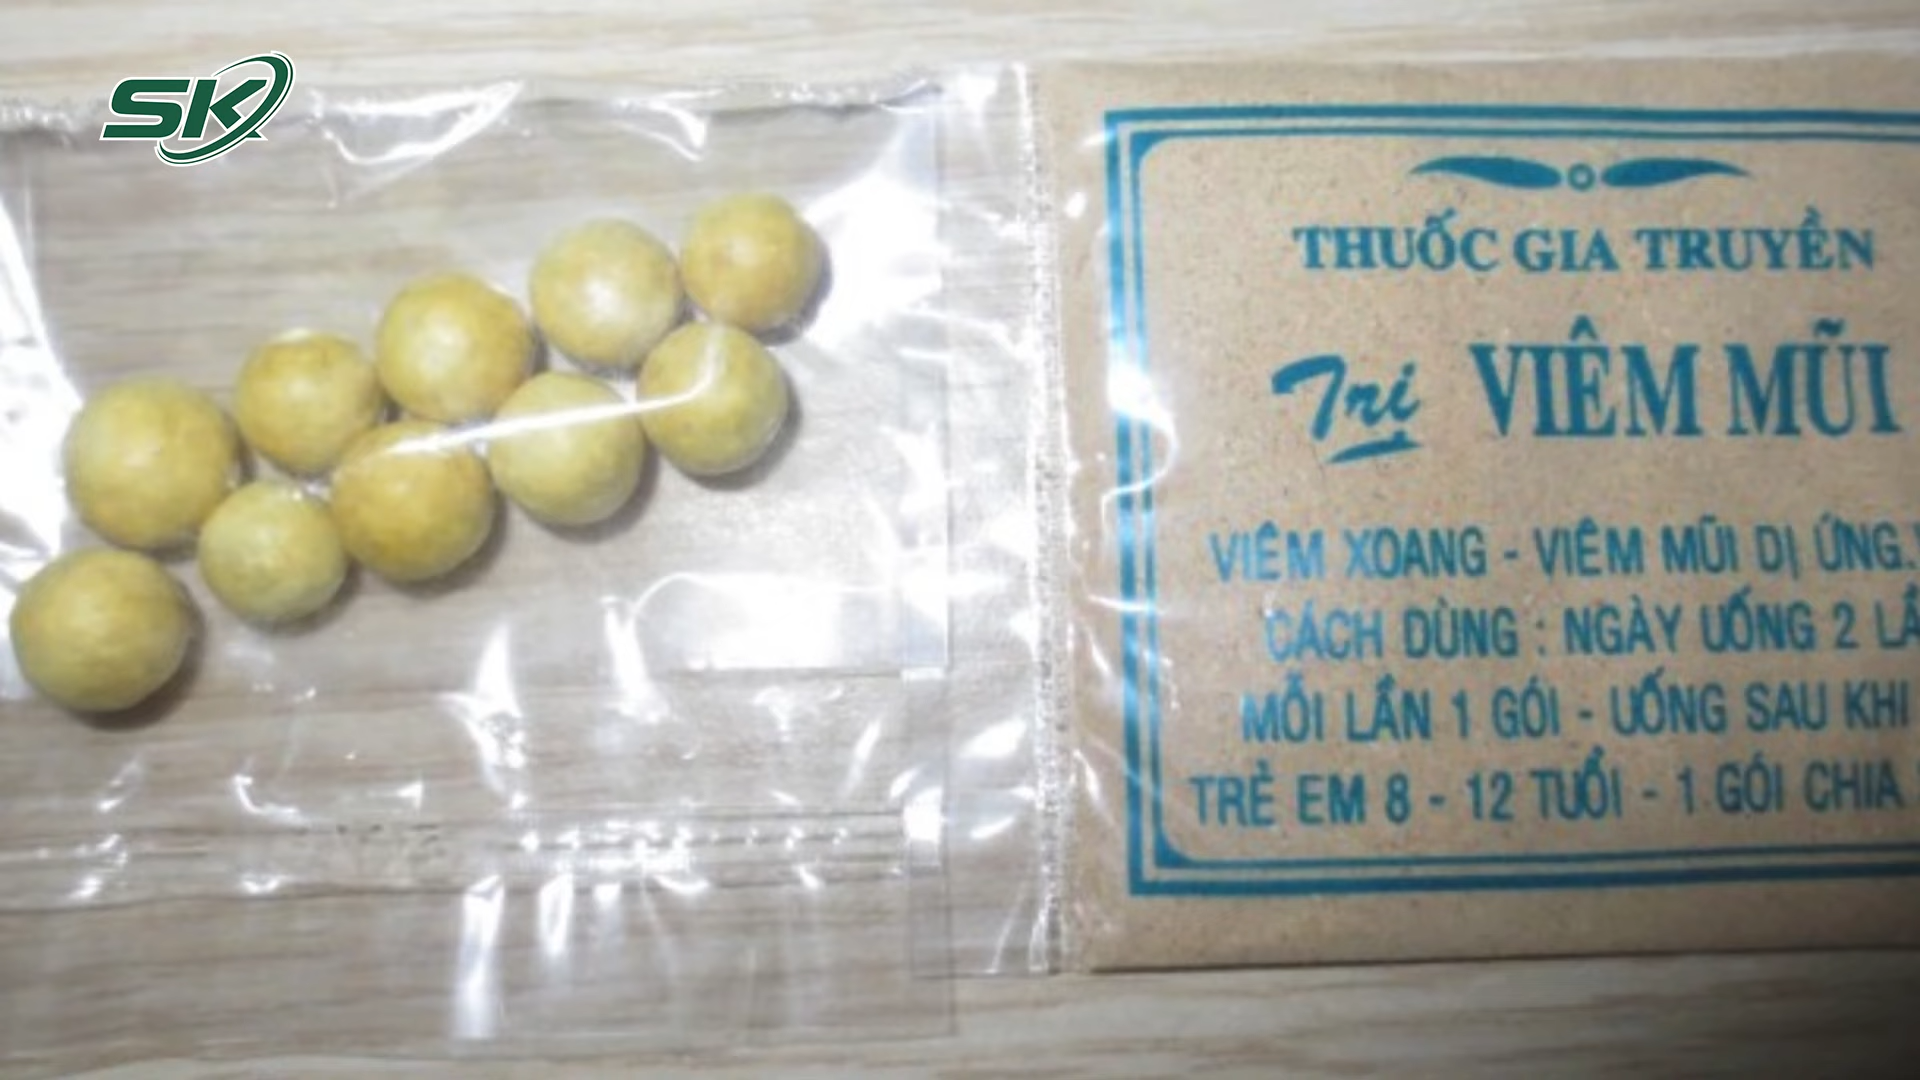 SK
THUỐC GIA TRUYỀN
Trị VIÊM MŨI
VIÊM XOANG - VIÊM MŨI DỊ ỨNG.
CÁCH DÙNG : NGÀY UỐNG 2
MỖI LẦN 1 GÓI - UỐNG SAU KHI
TRẺ EM 8 - 12 TUỔI - 1 GÓI CHIA